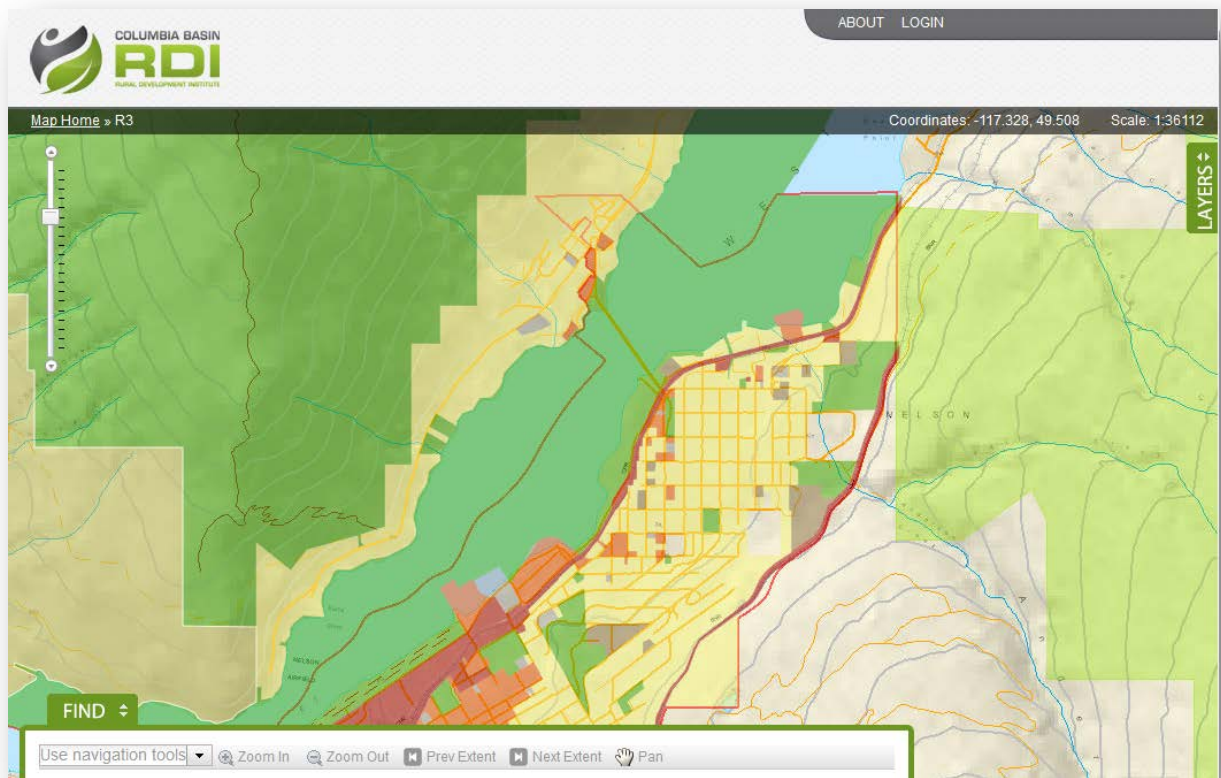 ABOUT LOGIN
COLUMBIA BASIN
RDI
RURAL DEVELOPMENT INSTITUTE
Map Home » R3
Coordinates: -117.328, 49.508 Scale: 1:36112
LAYERS
W E S T
N E L S O N
NELSON
AIRFIELD
FIND
Use navigation tools Zoom In Zoom Out Prev Extent Next Extent Pan